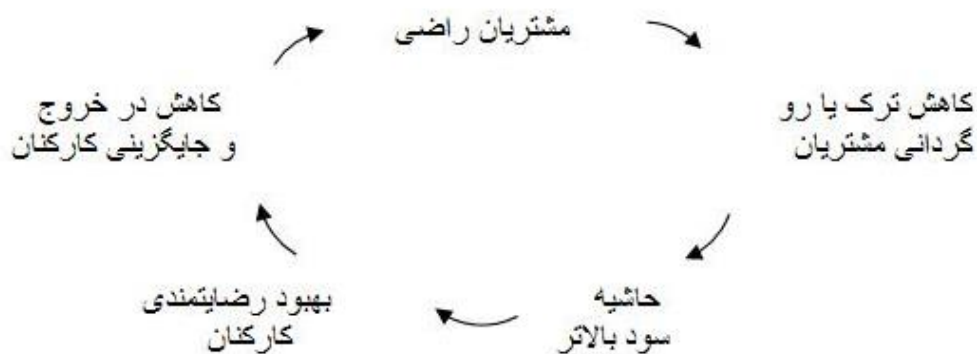 مشتریان راضی
کاهش ترک یا رو
گردانی مشتریان
حاشیه
سود بالاتر
بهبود رضایتمندی
کارکنان
کاهش در خروج
و جایگزینی کارکنان